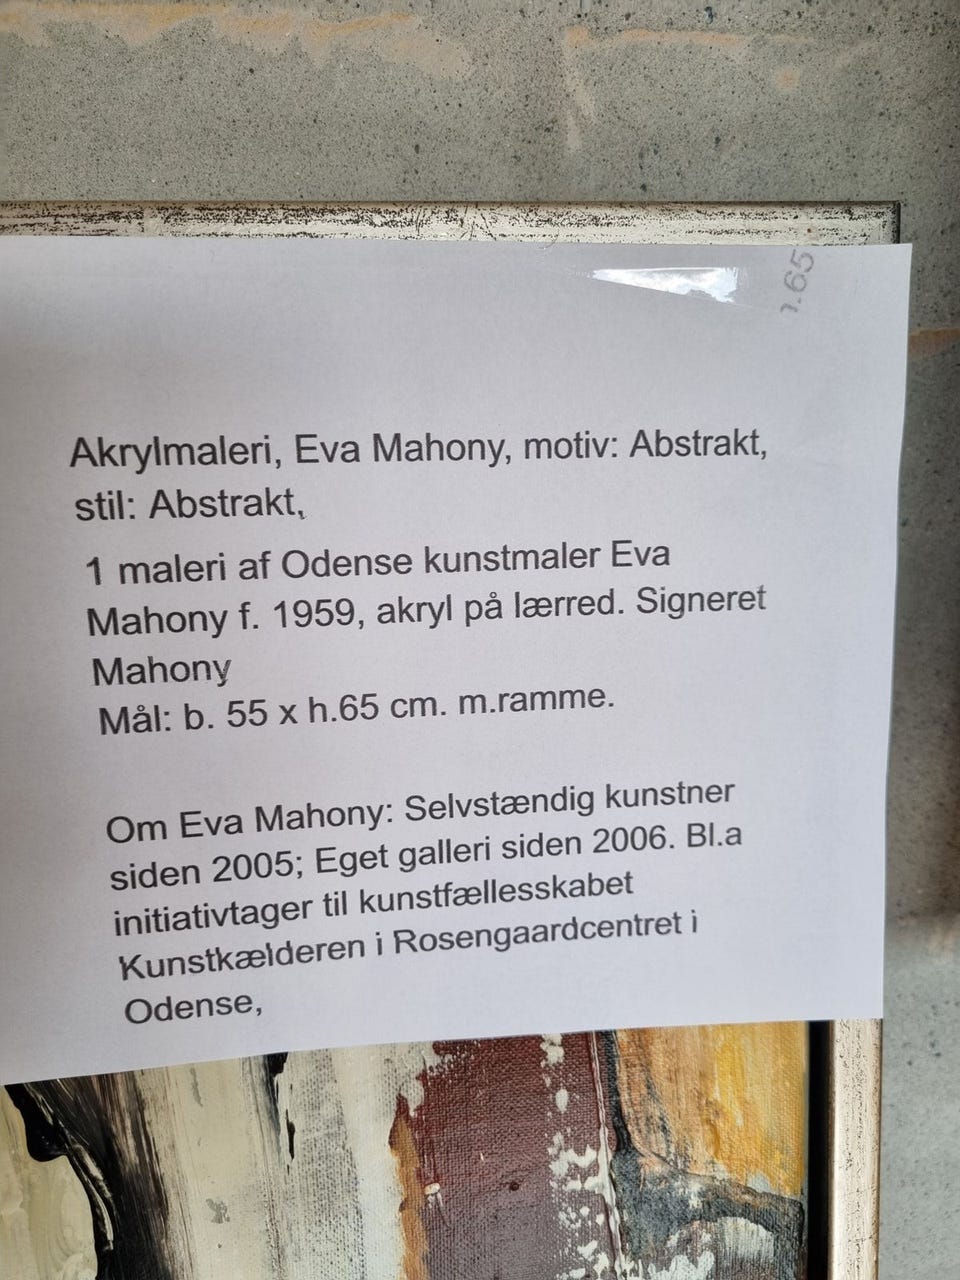 h.65
Akrylmaleri, Eva Mahony, motiv: Abstrakt,
stil: Abstrakt,
1 maleri af Odense kunstmaler Eva
Mahony f. 1959, akryl på lærred. Signeret
Mahony
Mål: b. 55 x h.65 cm. m.ramme.
Om Eva Mahony: Selvstændig kunstner
siden 2005; Eget galleri siden 2006. Bl.a
initiativtager til kunstfællesskabet
Kunstkælderen i Rosengaardcentret i
Odense,